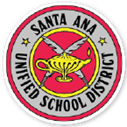 SANTA ANA
UNIFIED SCHOOL DISTRICT